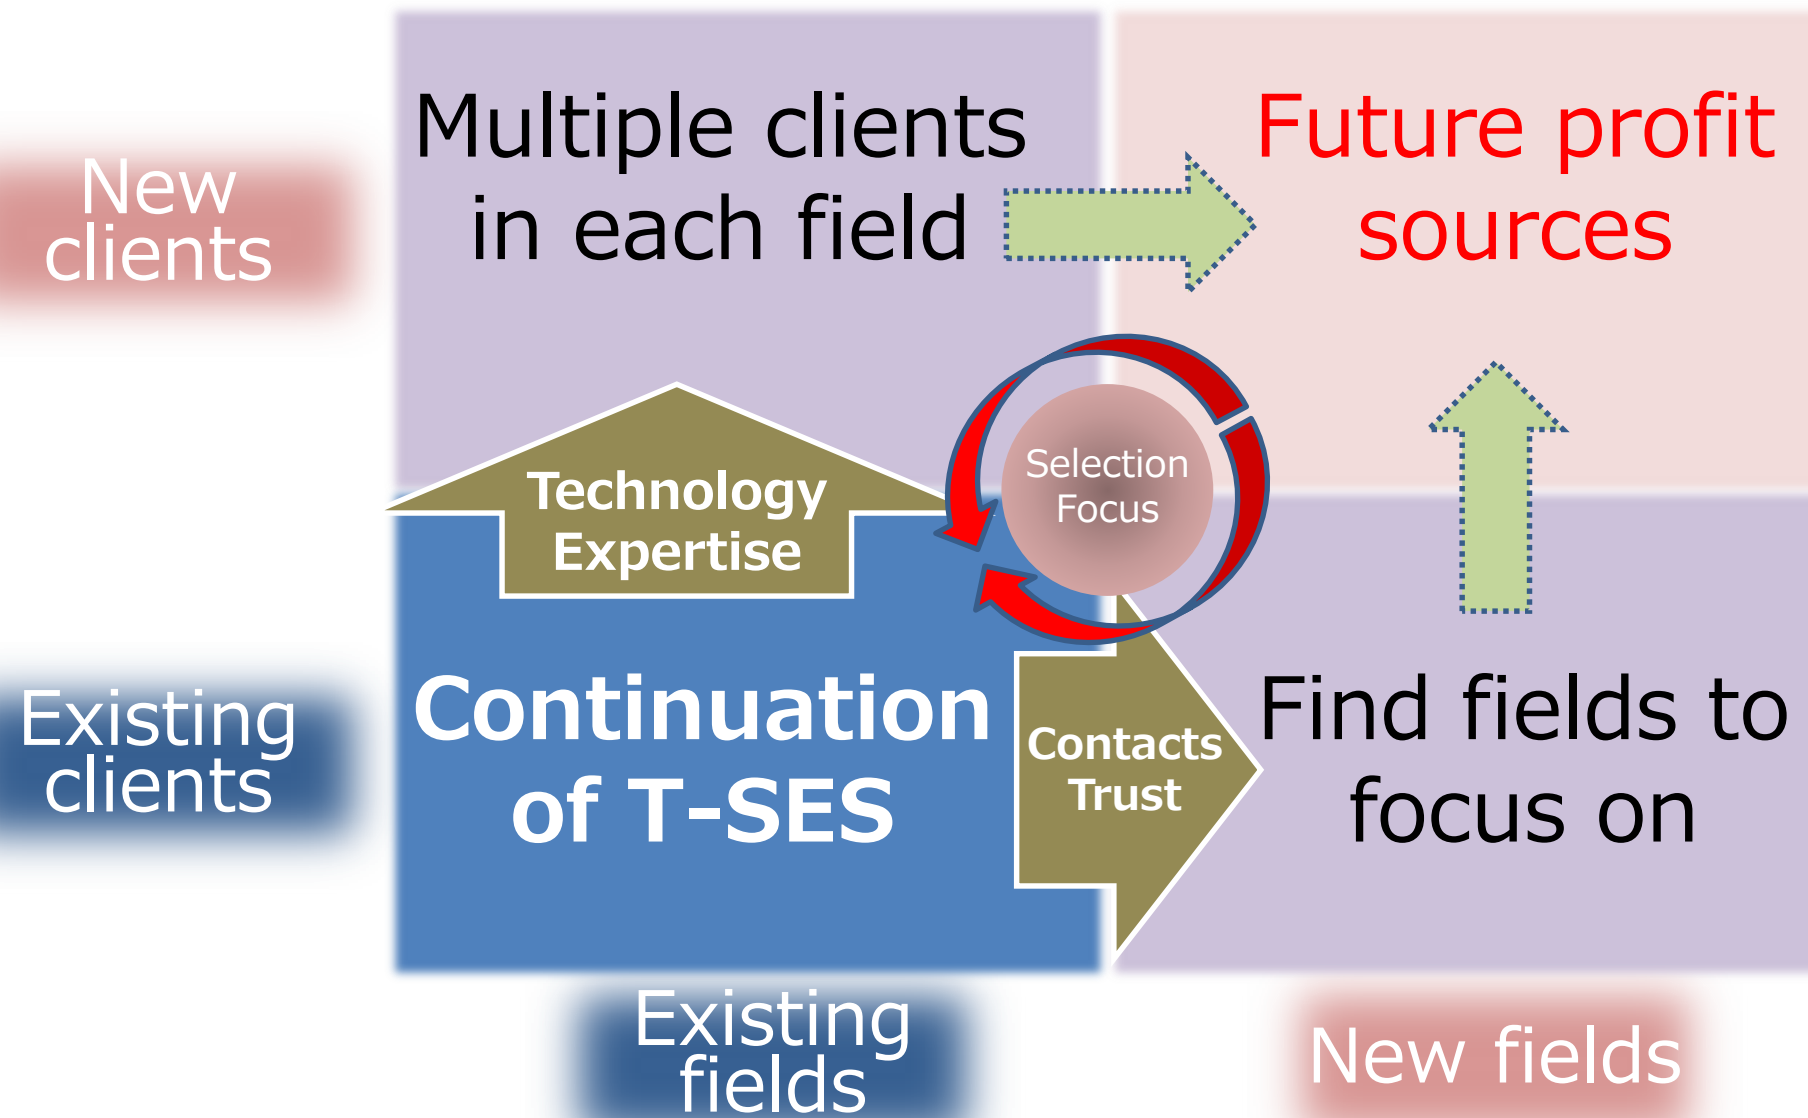 Multiple clients
in each field
Future profit
sources
New
clients
Technology
Expertise
Selection
Focus
Existing
clients
Continuation
of T-SES
Contacts
Trust
Find fields to
focus on
Existing
fields
New fields